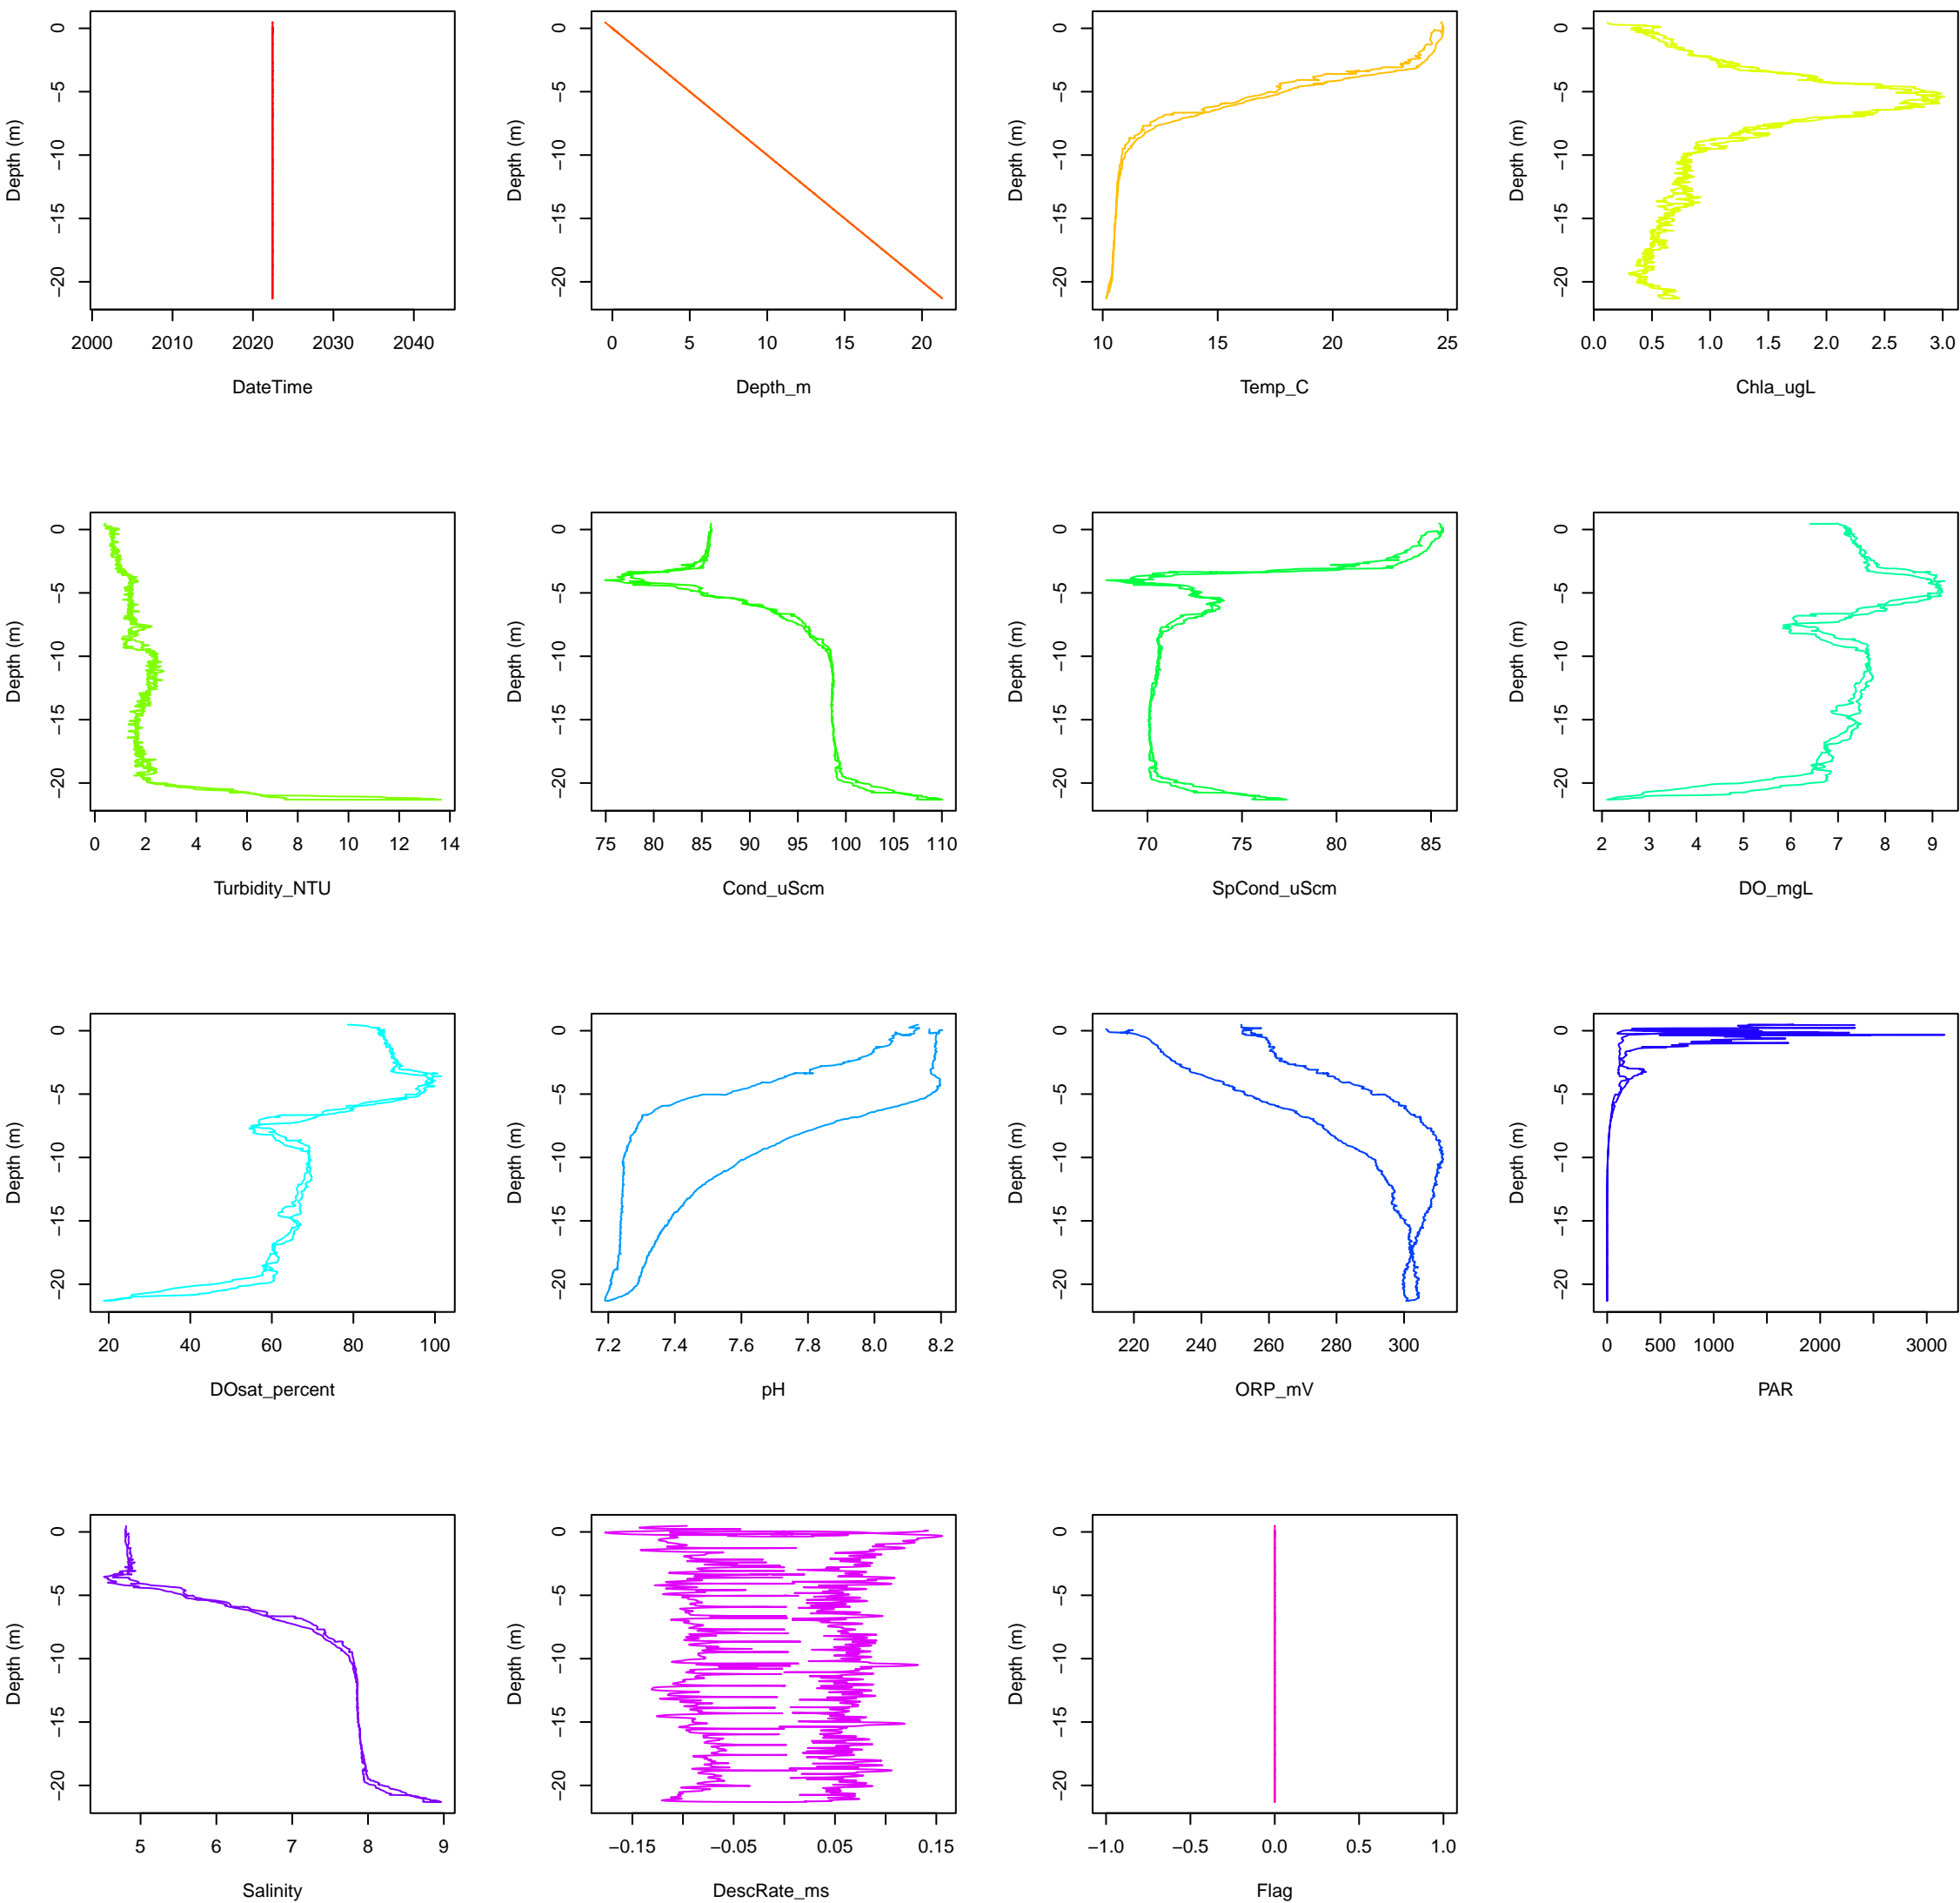 0 0 0 0
−5 −5 −5 −5
Depth (m) Depth (m) Depth (m) Depth (m)
−10 −10 −10 −10
−15 −15 −15 −15
−20 −20 −20 −20
2000 2010 2020 2030 2040 0 5 10 15 20 10 15 20 25 0.0 0.5 1.0 1.5 2.0 2.5 3.0
DateTime Depth_m Temp_C Chla_ugL
0 0 0 0
−5 −5 −5 −5
Depth (m) Depth (m) Depth (m) Depth (m)
−10 −10 −10 −10
−15 −15 −15 −15
−20 −20 −20 −20
0 2 4 6 8 10 12 14 75 80 85 90 95 100 105 110 70 75 80 85 2 3 4 5 6 7 8 9
Turbidity_NTU Cond_uScm SpCond_uScm DO_mgL
0 0 0 0
−5 −5 −5 −5
Depth (m) Depth (m) Depth (m) Depth (m)
−10 −10 −10 −10
−15 −15 −15 −15
−20 −20 −20 −20
20 40 60 80 100 7.2 7.4 7.6 7.8 8.0 8.2 220 240 260 280 300 0 500 1000 2000 3000
DOsat_percent pH ORP_mV PAR
0 0 0
−5 −5 −5
Depth (m) Depth (m) Depth (m)
−10 −10 −10
−15 −15 −15
−20 −20 −20
5 6 7 8 9 −0.15 −0.05 0.05 0.15 −1.0 −0.5 0.0 0.5 1.0
Salinity DescRate_ms Flag